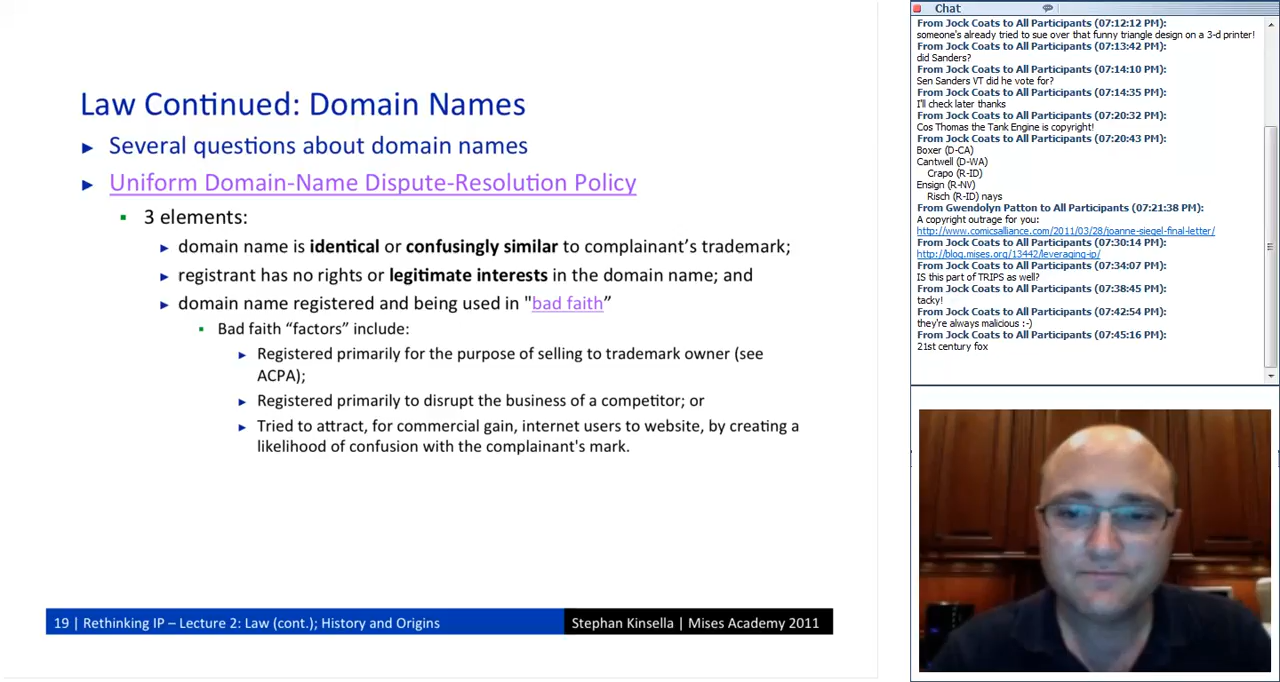 Law Continued: Domain Names
► Several questions about domain names
► Uniform Domain-Name Dispute-Resolution Policy
▪ 3 elements:
► domain name is identical or confusingly similar to complainant's trademark;
► registrant has no rights or legitimate interests in the domain name; and
► domain name registered and being used in "bad faith”
▪ Bad faith “factors” include:
► Registered primarily for the purpose of selling to trademark owner (see
ACPA);
► Registered primarily to disrupt the business of a competitor; or
► Tried to attract, for commercial gain, internet users to website, by creating a
likelihood of confusion with the complainant's mark.
19 | Rethinking IP – Lecture 2: Law (cont.); History and Origins
Stephan Kinsella | Mises Academy 2011
Chat
From Jock Coats to All Participants (07:12:12 PM):
someone's already tried to sue over that funny triangle design on a 3-d printer!
From Jock Coats to All Participants (07:13:42 PM):
did Sanders?
From Jock Coats to All Participants (07:14:10 PM):
Sen Sanders VT did he vote for?
From Jock Coats to All Participants (07:14:35 PM):
I'll check later thanks
From Jock Coats to All Participants (07:20:32 PM):
Cos Thomas the Tank Engine is copyright!
From Jock Coats to All Participants (07:20:43 PM):
Boxer (D-CA)
Cantwell (D-WA)
Crapo (R-ID)
Ensign (R-NV)
Risch (R-ID) nays
From Gwendolyn Patton to All Participants (07:21:38 PM):
A copyright outrage for you:
http://www.comicsalliance.com/2011/03/28/joanne-siegel-final-letter/
From Jock Coats to All Participants (07:30:14 PM):
http://blog.mises.org/13442/leveraging-ip/
From Jock Coats to All Participants (07:34:07 PM):
IS this part of TRIPS as well?
From Jock Coats to All Participants (07:38:45 PM):
tacky!
From Jock Coats to All Participants (07:42:54 PM):
they're always malicious :-)
From Jock Coats to All Participants (07:45:16 PM):
21st century fox